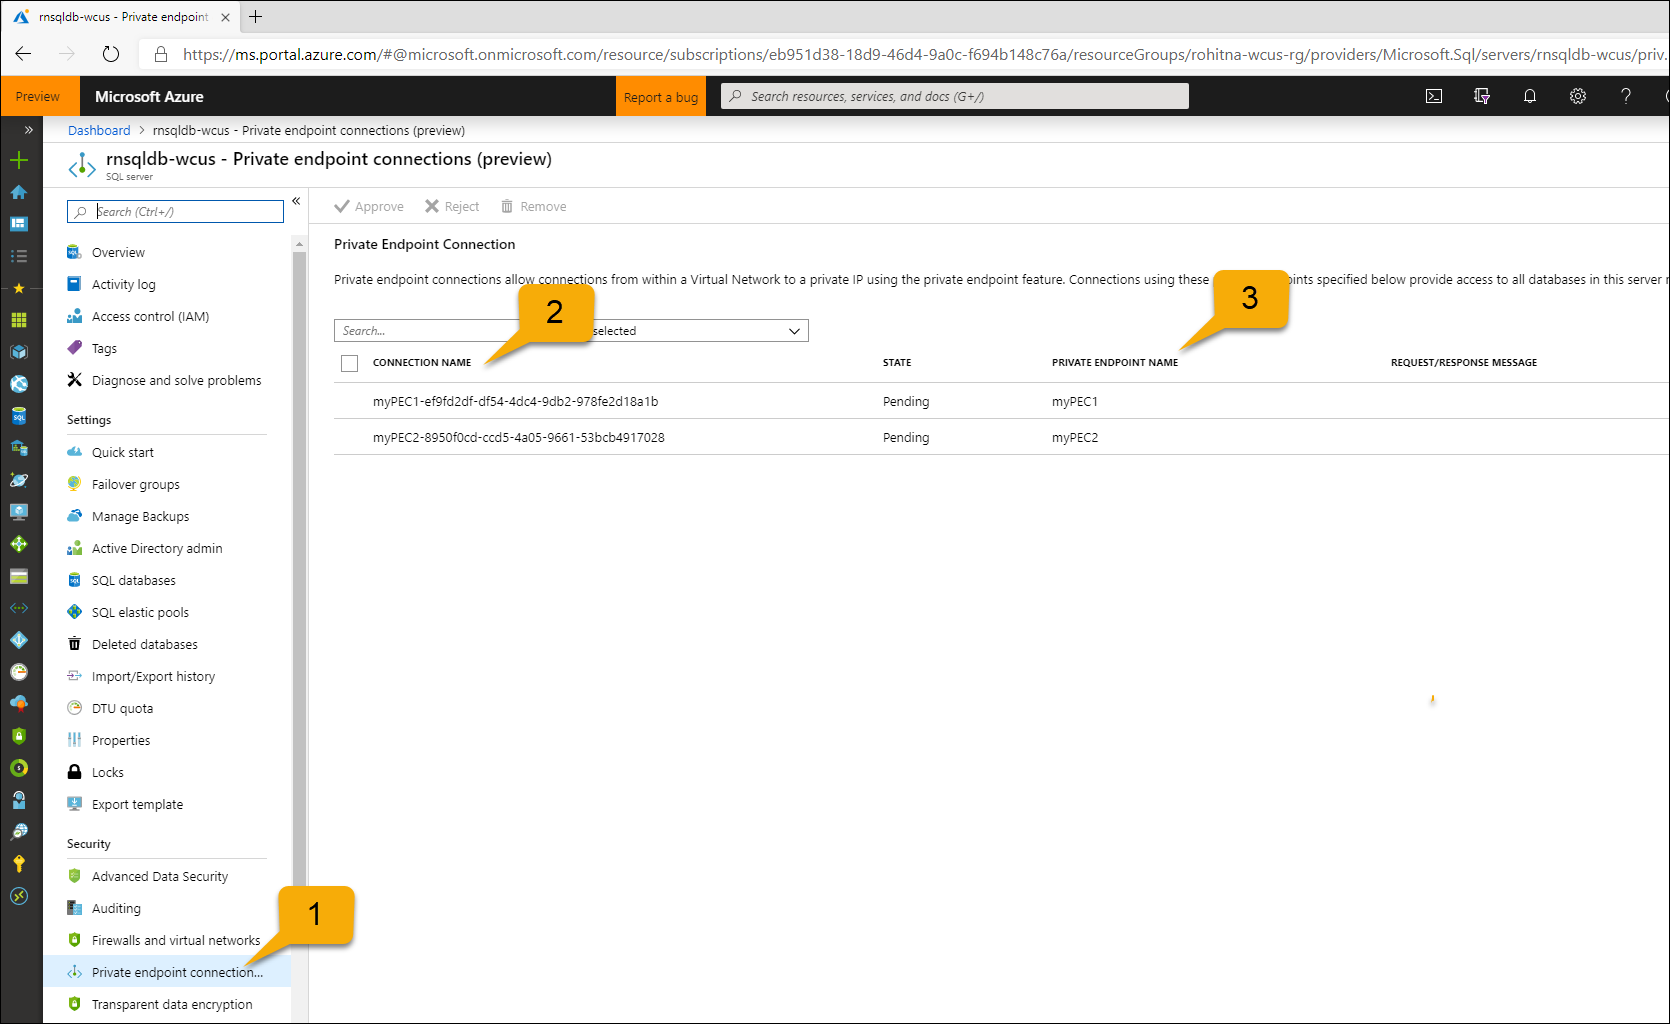 rnsqldb-wcus - Private endpoint
https://ms.portal.azure.com/#@microsoft.onmicrosoft.com/resource/subscriptions/eb951d38-18d9-46d4-9a0c-f694b148c76a/resourceGroups/rohitna-wcus-rg/providers/Microsoft.Sql/servers/rnsqldb-wcus/priv...
Preview Microsoft Azure Report a bug Search resources, services, and docs (G+/)
Dashboard > rnsqldb-wcus - Private endpoint connections (preview)
rnsqldb-wcus - Private endpoint connections (preview)
SQL server
Search (Ctrl+/)
Overview
Activity log
Access control (IAM)
Tags
Diagnose and solve problems
Settings
Quick start
Failover groups
Manage Backups
Active Directory admin
SQL databases
SQL elastic pools
Deleted databases
Import/Export history
DTU quota
Properties
Locks
Export template
Security
Advanced Data Security
Auditing
Firewalls and virtual networks
Private endpoint connection...
Transparent data encryption
1
Approve Reject Remove
Private Endpoint Connection
Private endpoint connections allow connections from within a Virtual Network to a private IP using the private endpoint feature. Connections using these ints specified below provide access to all databases in this server
2
3
Search... selected
CONNECTION NAME STATE PRIVATE ENDPOINT NAME REQUEST/RESPONSE MESSAGE
myPEC1-ef9fd2df-df54-4dc4-9db2-978fe2d18a1b Pending myPEC1
myPEC2-8950f0cd-ccd5-4a05-9661-53bcb4917028 Pending myPEC2